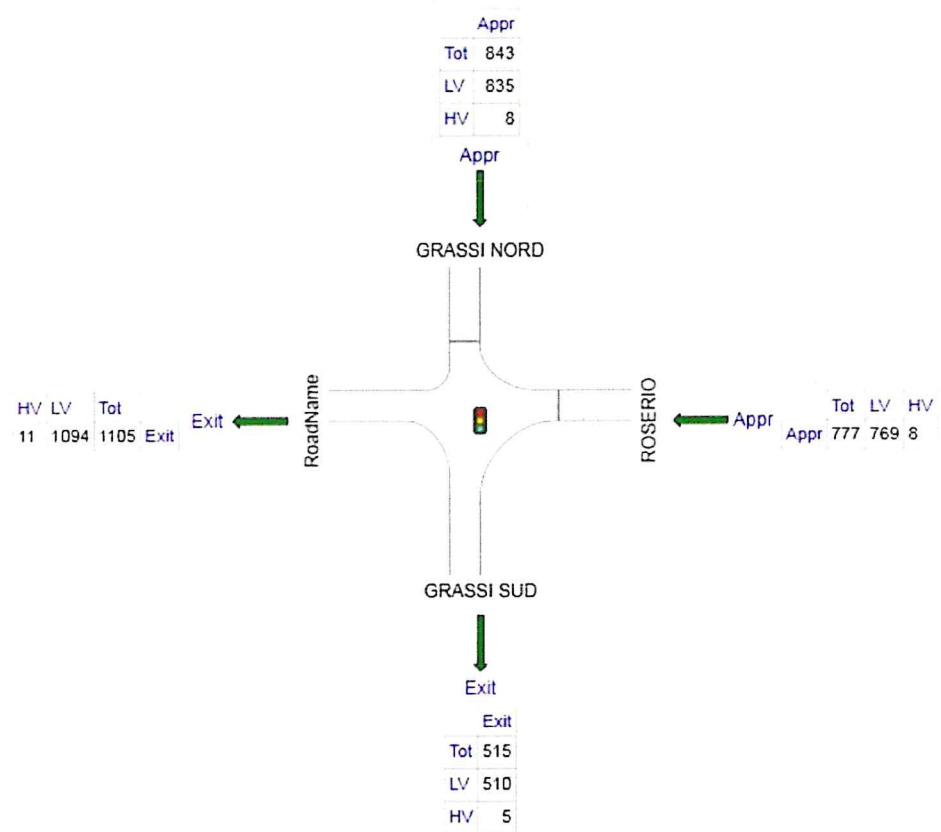 Appr
Tot 843
LV 835
HV 8
Appr
GRASSI NORD
RoadName
ROSERIO
HV LV Tot
11 1094 1105 Exit
Exit
Appr
Tot LV HV
Appr 777 769 8
GRASSI SUD
Exit
Exit
Tot 515
LV 510
HV 5